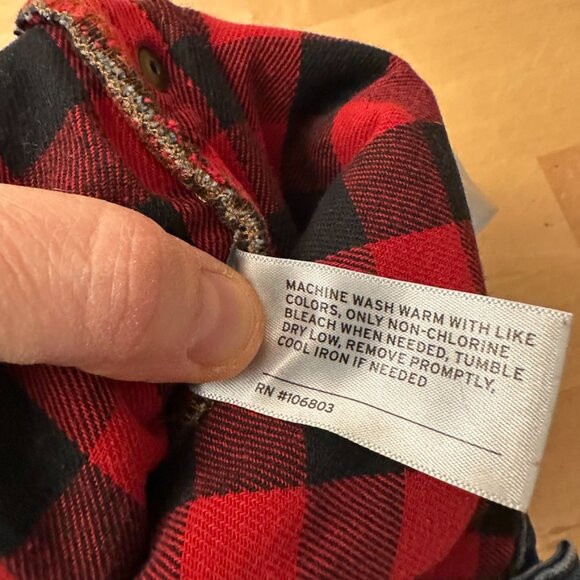 MACHINE WASH WARM WITH LIKE
COLORS, ONLY NON-CHLORINE
BLEACH WHEN NEEDED, TUMBLE
DRY LOW, REMOVE PROMPTLY,
COOL IRON IF NEEDED
RN #106803